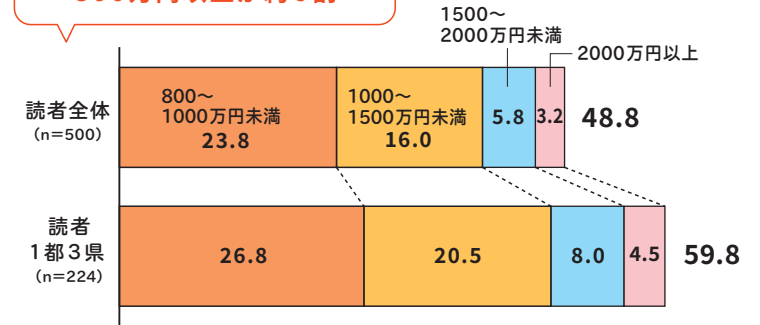 1500〜
2000万円未満
2000万円以上
読者全体
(n=500)
800〜
1000万円未満
23.8
1000〜
1500万円未満
16.0
5.8
3.2
48.8
読者
1都3県
(n=224)
26.8
20.5
8.0
4.5
59.8